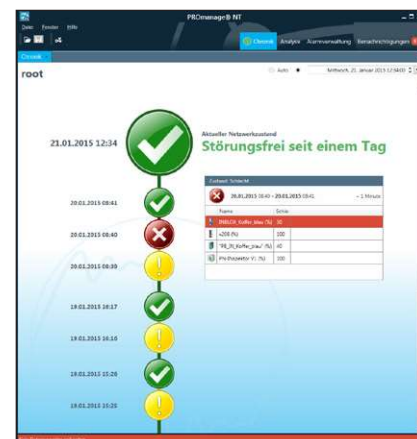 PROmanage® NT
Datei Fenster Hilfe
Chronik Analysis Alarmverwaltung Benachrichtigungen
Chronik
root
Auto
Mittwoch, 21. Januar 2015 12:34:00
21.01.2015 12:34
Aktueller Netzwerkzustand
Störungsfrei seit einem Tag
20.01.2015 08:41
20.01.2015 08:40
20.01.2015 08:39
19.01.2015 16:17
19.01.2015 16:16
19.01.2015 15:26
19.01.2015 15:25
20.01.2015 08:40 - 20.01.2015 08:41
~ 1 Minute
Name
100
100